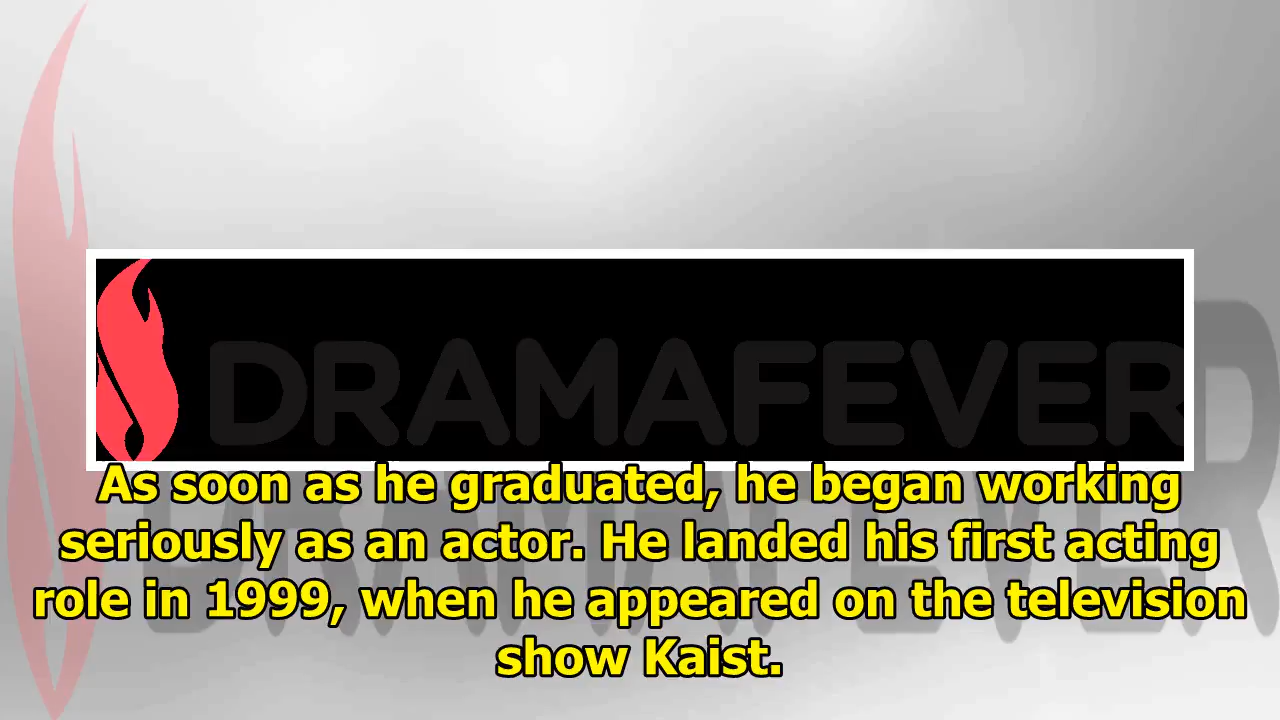 DRAMAFEVER
As soon as he graduated, he began working
seriously as an actor. He landed his first acting
role in 1999, when he appeared on the television
show Kaist.